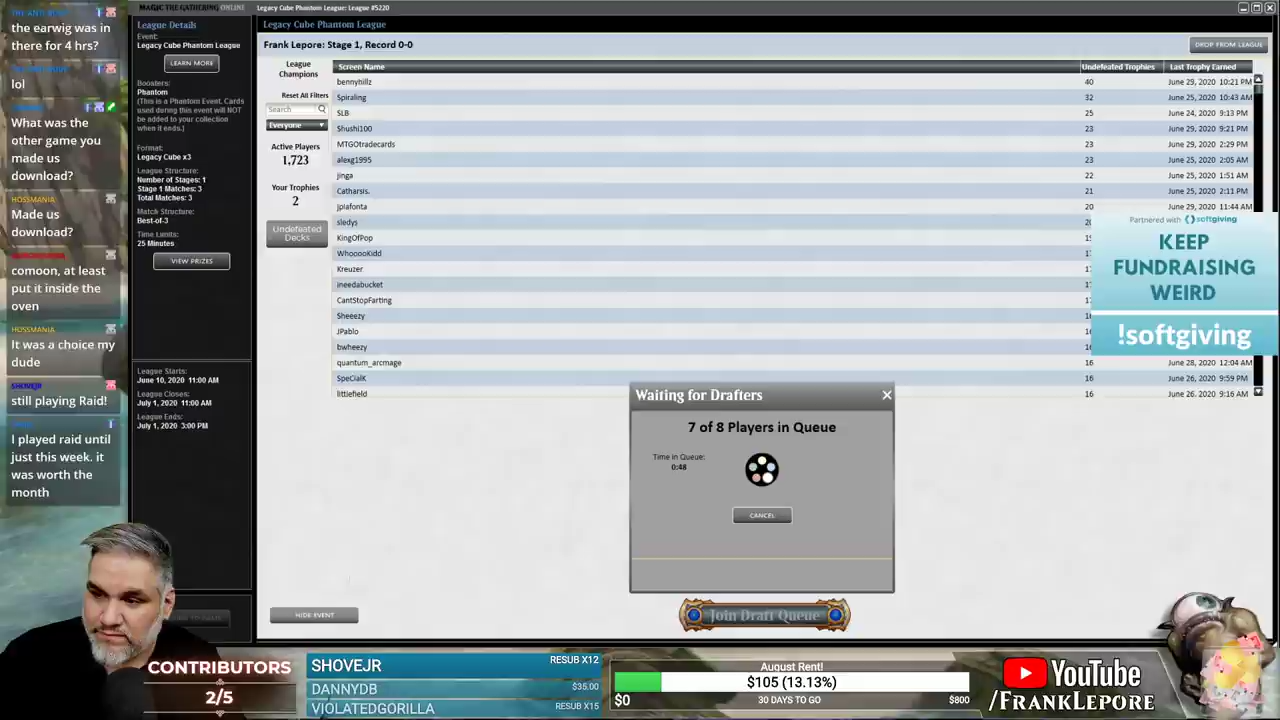 the earwig was in
there for 4 hrs?
lol
What was the
other game you
made us
download?
HOSSMANIA
Made us
download?
comoon, at least
put it inside the
oven
HOSSMANIA
It was a choice my
dude
SHOVEJR
still playing Raid!
I played raid until
just this week. it
was worth the
month
MAGIC THE GATHERING ONLINE
League Details
Event:
Legacy Cube Phantom League
LEARN MORE
Boosters:
Phantom
(This is a Phantom Event. Cards
used during this event will NOT
be added to your collection
when it ends.)
Format:
Legacy Cube x3
League Structure:
Number of Stages: 1
Stage 1 Matches: 3
Total Matches: 3
Match Structure:
Best-of-3
Time Limits:
25 Minutes
VIEW PRIZES
League Starts:
June 10, 2020 11:00 AM
League Closes:
July 1, 2020 11:00 AM
League Ends:
July 1, 2020 3:00 PM
Legacy Cube Phantom League: League #5220
Legacy Cube Phantom League
Frank Lepore: Stage 1, Record 0-0
DROP FROM LEAGUE
League
Champions
Reset All Filters
Search
Everyone
Active Players
1,723
Your Trophies
2
Undefeated
Decks
Screen Name Undefeated Trophies Last Trophy Earned
bennyhillz 40 June 29, 2020 10:21 PM
Spiraling 32 June 25, 2020 10:43 AM
SLB 25 June 24, 2020 9:13 PM
Shushi100 23 June 29, 2020 9:21 PM
MTGOtradecards 23 June 29, 2020 2:29 PM
alexg1995 23 June 25, 2020 2:05 AM
jinga 22 June 25, 2020 1:51 AM
Catharsis. 21 June 25, 2020 2:11 PM
jplafonta 20 June 29, 2020 11:44 AM
sledys
KingOfPop
WhooooKidd
Kreuzer
ineedabucket
CantStopFarting
Sheeezy
JPablo
bwheezy
quantum_arcmage 16 June 28, 2020 12:04 AM
SpeCialK 16 June 26, 2020 9:59 PM
littlefield 16 June 26, 2020 9:16 AM
Partnered with softgiving
KEEP
FUNDRAISING
WEIRD
!softgiving
Waiting for Drafters
7 of 8 Players in Queue
Time in Queue:
0:48
CANCEL
HIDE EVENT
Join Draft Queue
CONTRIBUTORS
2/5
SHOVEJR RESUB X12
DANNYDB $35.00
VIOLATEDGORILLA RESUB X15
August Rent!
$105 (13.13%)
$0 30 DAYS TO GO $800
YouTube
/FRANKLEPORE